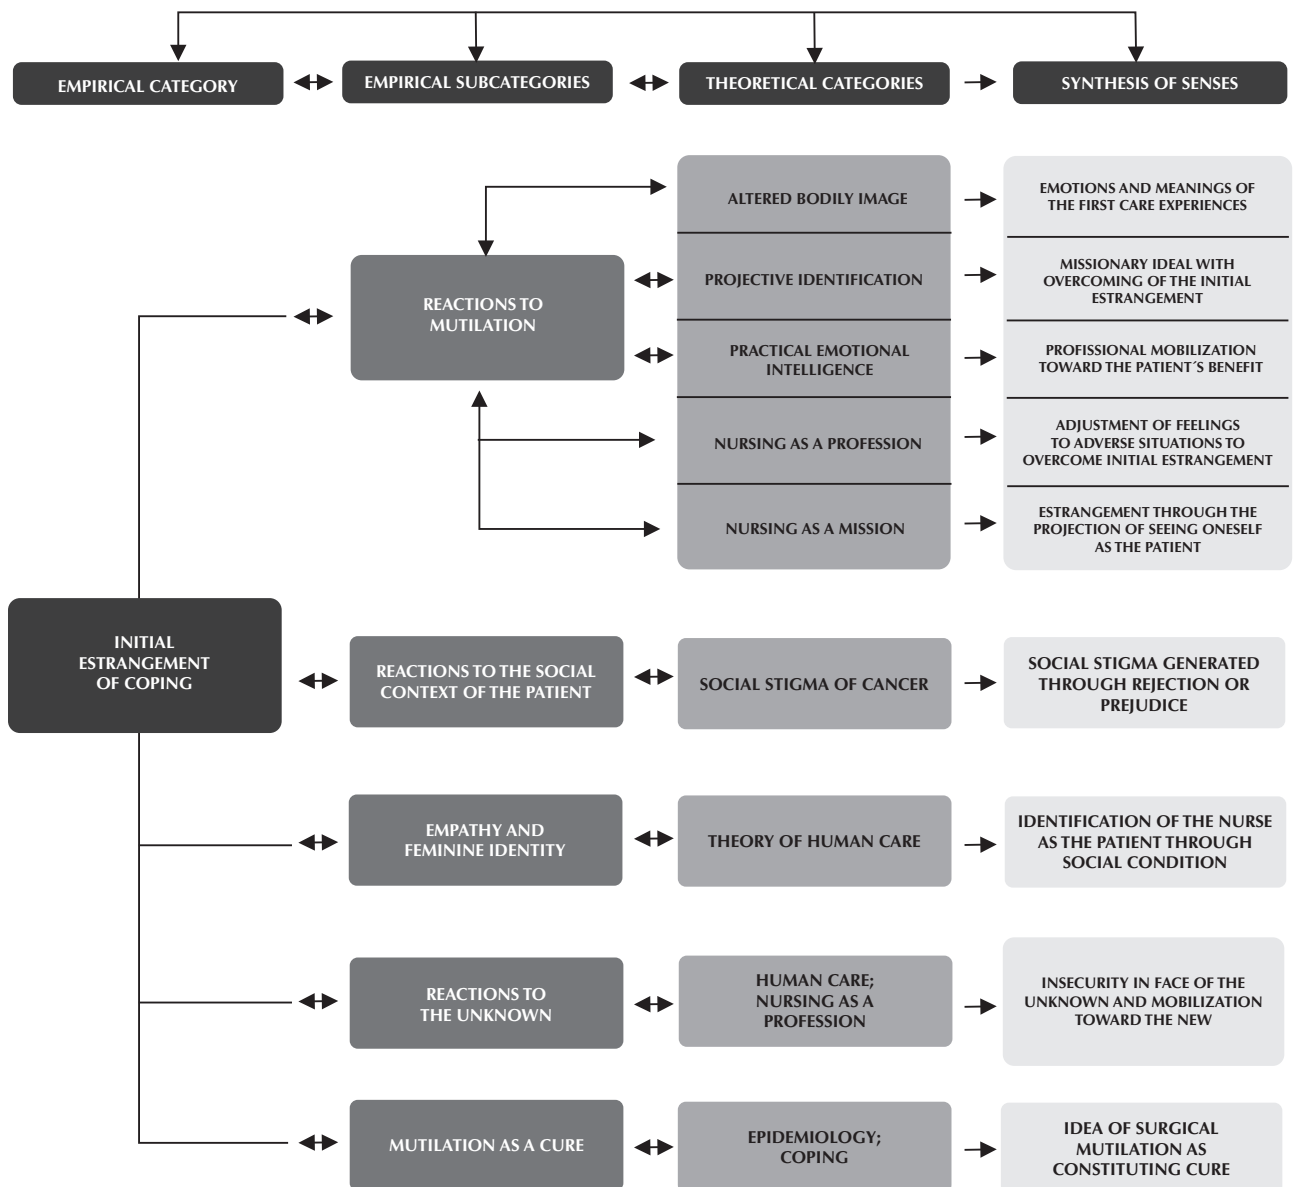 EMPIRICAL CATEGORY
EMPIRICAL SUBCATEGORIES
THEORETICAL CATEGORIES
SYNTHESIS OF SENSES
INITIAL
ESTRANGEMENT
OF COPING
REACTIONS TO
MUTILATION
ALTERED BODILY IMAGE
EMOTIONS AND MEANINGS OF
THE FIRST CARE EXPERIENCES
PROJECTIVE IDENTIFICATION
MISSIONARY IDEAL WITH
OVERCOMING OF THE INITIAL
ESTRANGEMENT
PRACTICAL EMOTIONAL
INTELLIGENCE
PROFISSIONAL MOBILIZATION
TOWARD THE PATIENT´S BENEFIT
NURSING AS A PROFESSION
ADJUSTMENT OF FEELINGS
TO ADVERSE SITUATIONS TO
OVERCOME INITIAL ESTRANGEMENT
NURSING AS A MISSION
ESTRANGEMENT THROUGH THE
PROJECTION OF SEEING ONESELF
AS THE PATIENT
REACTIONS TO THE SOCIAL
CONTEXT OF THE PATIENT
SOCIAL STIGMA OF CANCER
SOCIAL STIGMA GENERATED
THROUGH REJECTION OR
PREJUDICE
EMPATHY AND
FEMININE IDENTITY
THEORY OF HUMAN CARE
IDENTIFICATION OF THE NURSE
AS THE PATIENT THROUGH
SOCIAL CONDITION
REACTIONS TO
THE UNKNOWN
HUMAN CARE;
NURSING AS A
PROFESSION
INSECURITY IN FACE OF THE
UNKNOWN AND MOBILIZATION
TOWARD THE NEW
MUTILATION AS A CURE
EPIDEMIOLOGY;
COPING
IDEA OF SURGICAL
MUTILATION AS
CONSTITUTING CURE